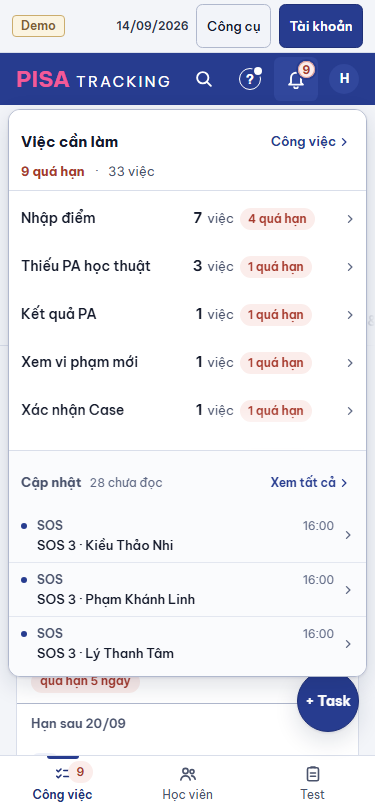 Demo 14/09/2026 Công cụ Tài khoản
PISA TRACKING ? 9 H
Việc cần làm Công việc
9 quá hạn · 33 việc
Nhập điểm 7 việc 4 quá hạn
Thiếu PA học thuật 3 việc 1 quá hạn
Kết quả PA 1 việc 1 quá hạn
Xem vi phạm mới 1 việc 1 quá hạn
Xác nhận Case 1 việc 1 quá hạn
Cập nhật 28 chưa đọc Xem tất cả
SOS 16:00
SOS 3 · Kiều Thảo Nhi
SOS 16:00
SOS 3 · Phạm Khánh Linh
SOS 16:00
SOS 3 · Lý Thanh Tâm
quá hạn 5 ngày
+ Task
Hạn sau 20/09
9
Công việc Học viên Test